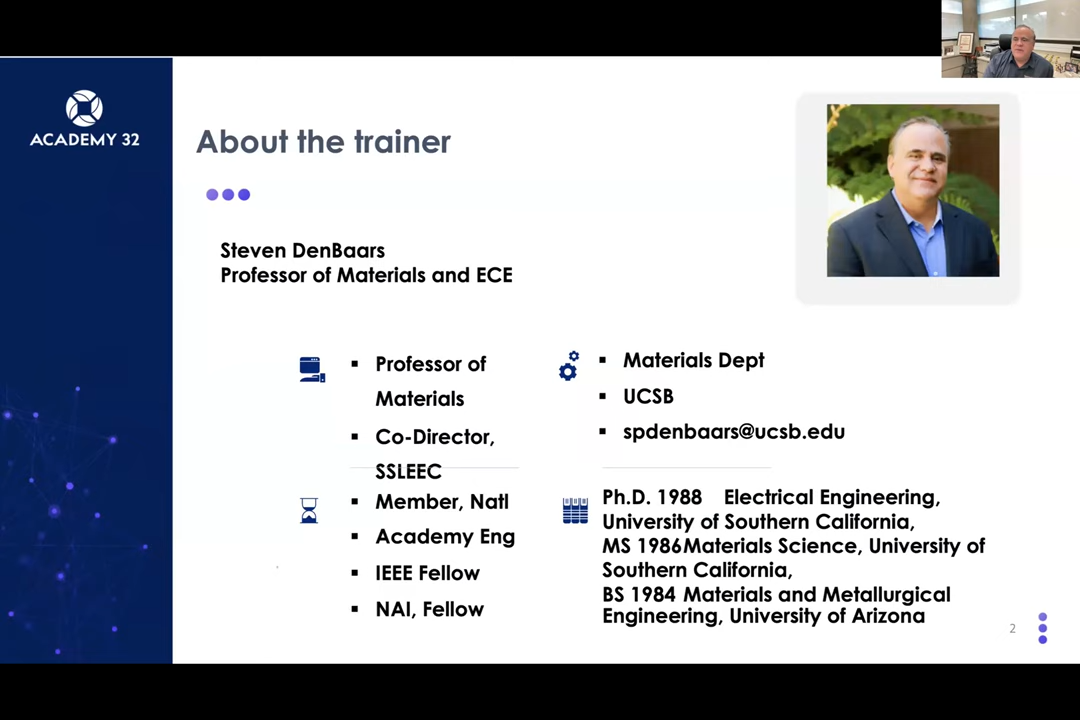 ACADEMY 32
About the trainer
Steven DenBaars
Professor of Materials and ECE
▪ Professor of
Materials
▪ Co-Director,
SSLEEC
▪ Materials Dept
▪ UCSB
▪ spdenbaars@ucsb.edu
▪ Member, Natl
▪ Academy Eng
▪ IEEE Fellow
▪ NAI, Fellow
Ph.D. 1988 Electrical Engineering,
University of Southern California,
MS 1986Materials Science, University of
Southern California,
BS 1984 Materials and Metallurgical
Engineering, University of Arizona
2